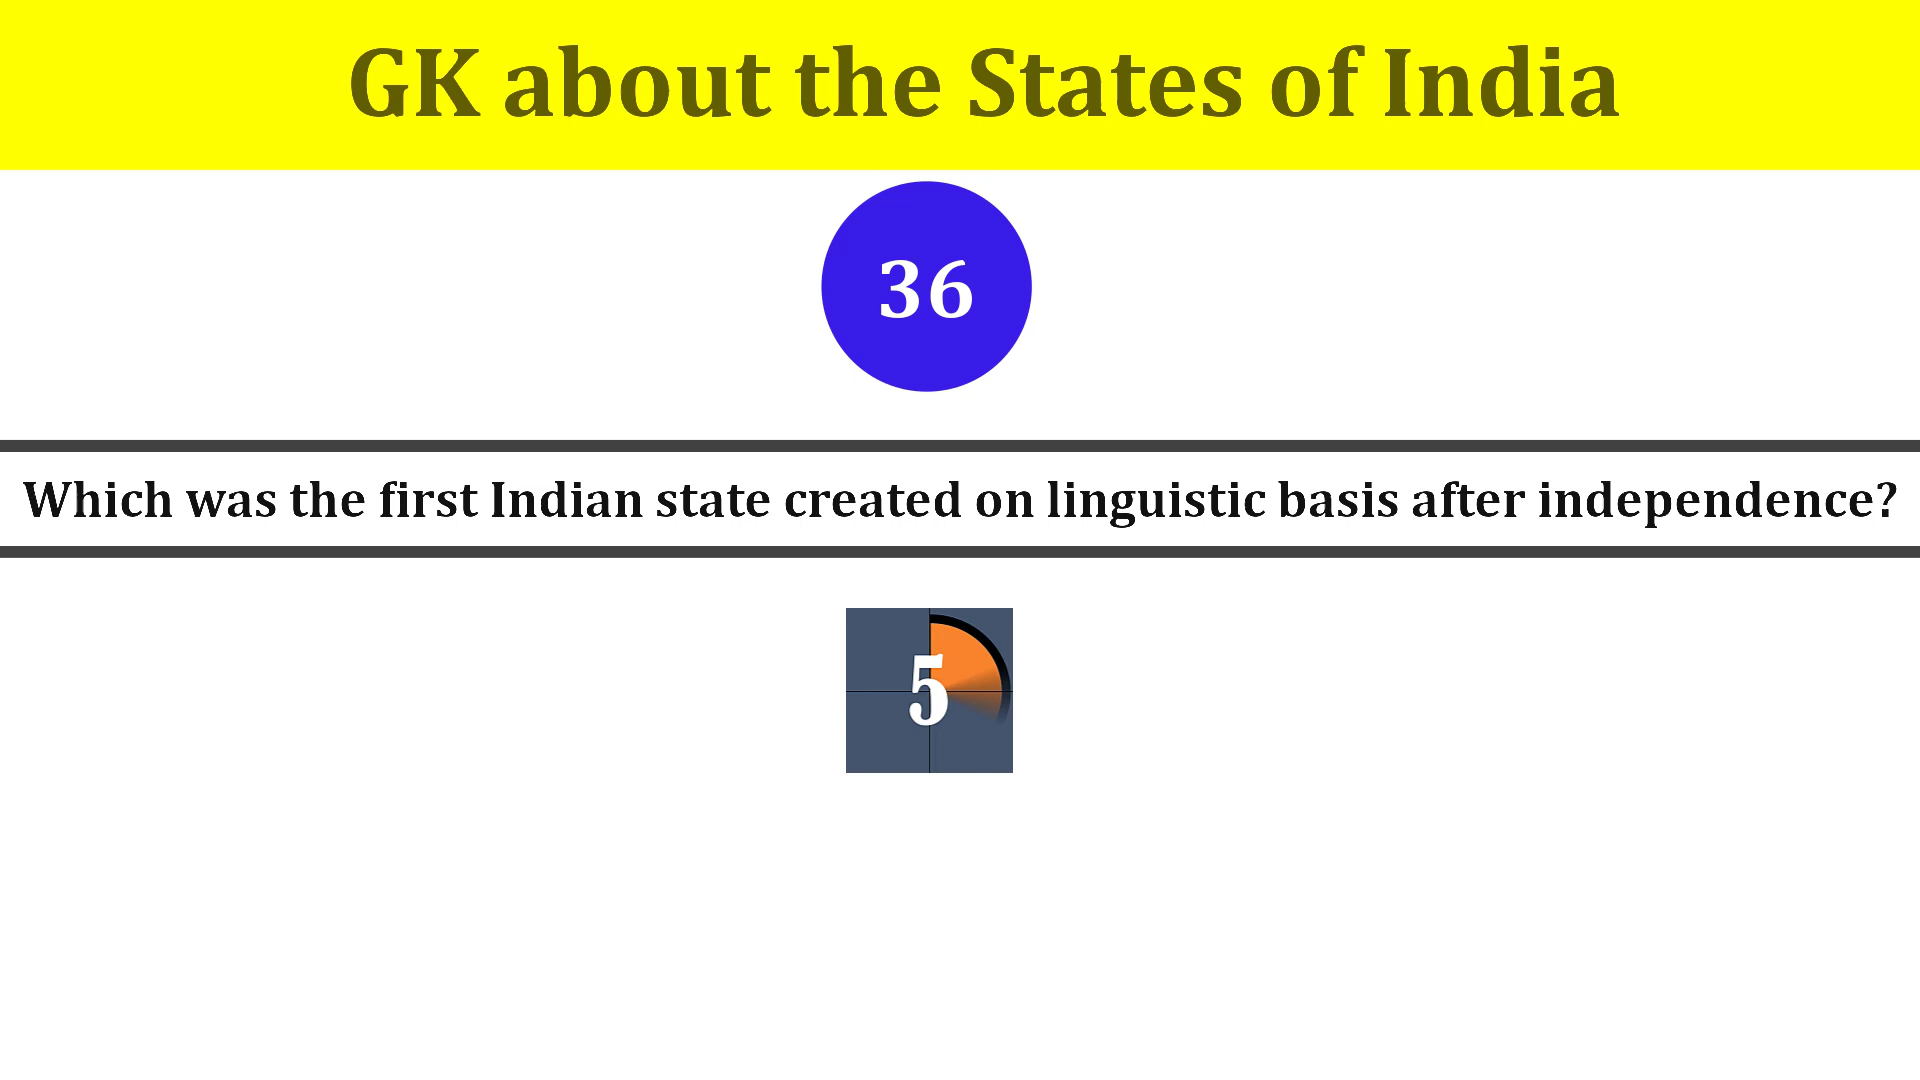 GK about the States of India
36
Which was the first Indian state created on linguistic basis after independence?
5